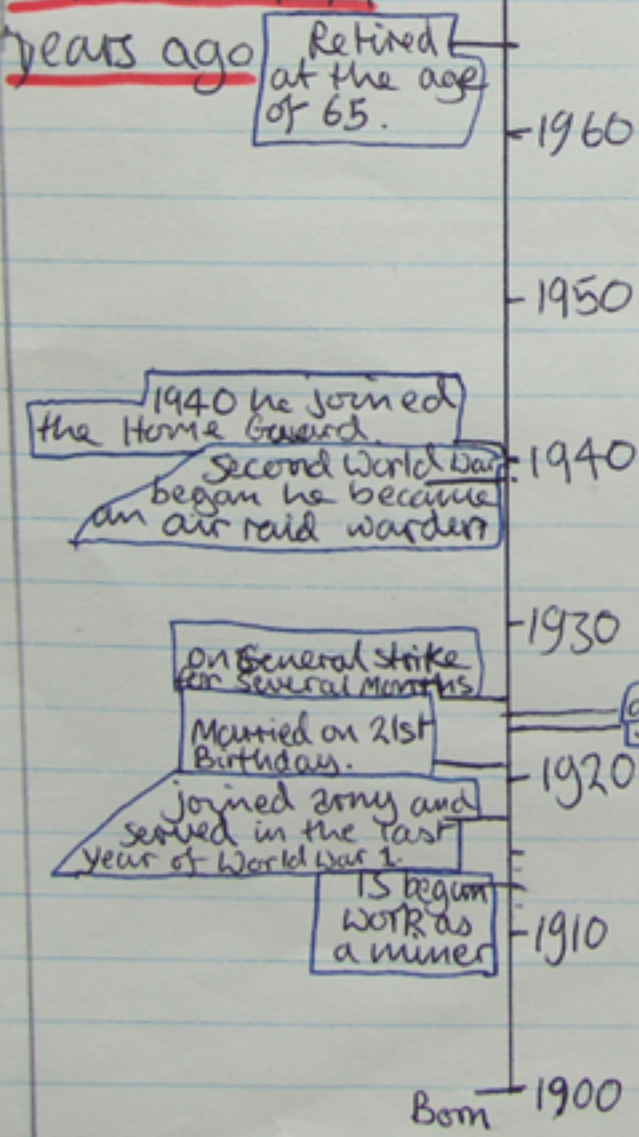 years ago
Retired
at the age
of 65.
1960
1950
1940 he joined
the Home Gaurd.
1940
Second World War
began he became
an air raid warden
1930
on General Strike
for several Months
Married on 21st
Birthday.
1920
joined army and
served in the last
year of World War 1.
15 began
work as
a miner
1910
1900
Born